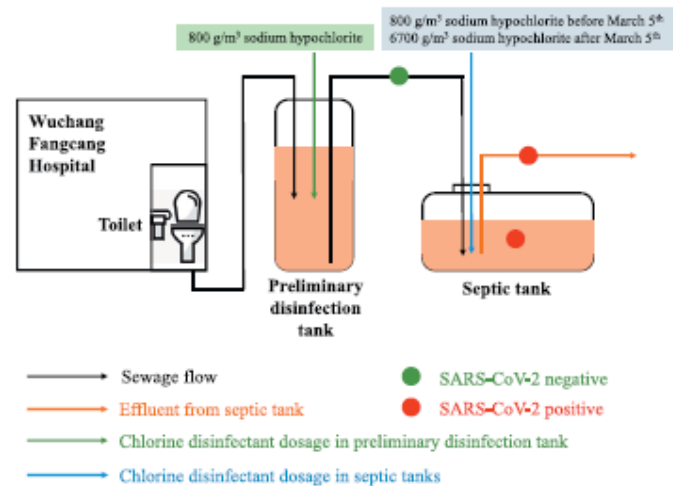 800 g/m³ sodium hypochlorite
800 g/m³ sodium hypochlorite before March 5th
6700 g/m³ sodium hypochlorite after March 5th
Wuchang
Fangcang
Hospital
Toilet
Preliminary
disinfection
tank
Septic tank
Sewage flow
Effluent from septic tank
Chlorine disinfectant dosage in preliminary disinfection tank
Chlorine disinfectant dosage in septic tanks
SARS-CoV-2 negative
SARS-CoV-2 positive